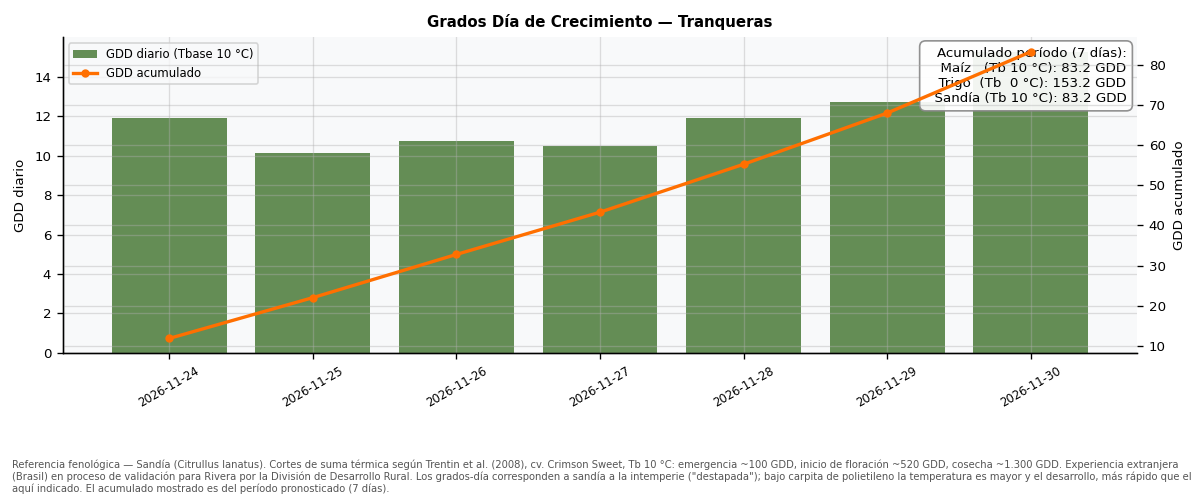 Grados Día de Crecimiento — Tranqueras
GDD diario (Tbase 10 °C)
GDD acumulado
Acumulado período (7 días):
Maíz (Tb 10 °C): 83.2 GDD
Trigo (Tb 0 °C): 153.2 GDD
Sandía (Tb 10 °C): 83.2 GDD
GDD diario
14
12
10
8
6
4
2
0
80
70
60
50
40
30
20
10
GDD acumulado
2026-11-24
2026-11-25
2026-11-26
2026-11-27
2026-11-28
2026-11-29
2026-11-30
Referencia fenológica — Sandía (Citrullus lanatus). Cortes de suma térmica según Trentin et al. (2008), cv. Crimson Sweet, Tb 10 °C: emergencia ~100 GDD, inicio de floración ~520 GDD, cosecha ~1.300 GDD. Experiencia extranjera
(Brasil) en proceso de validación para Rivera por la División de Desarrollo Rural. Los grados-día corresponden a sandía a la intemperie ("destapada"); bajo carpita de polietileno la temperatura es mayor y el desarrollo, más rápido que el
aquí indicado. El acumulado mostrado es del período pronosticado (7 días).